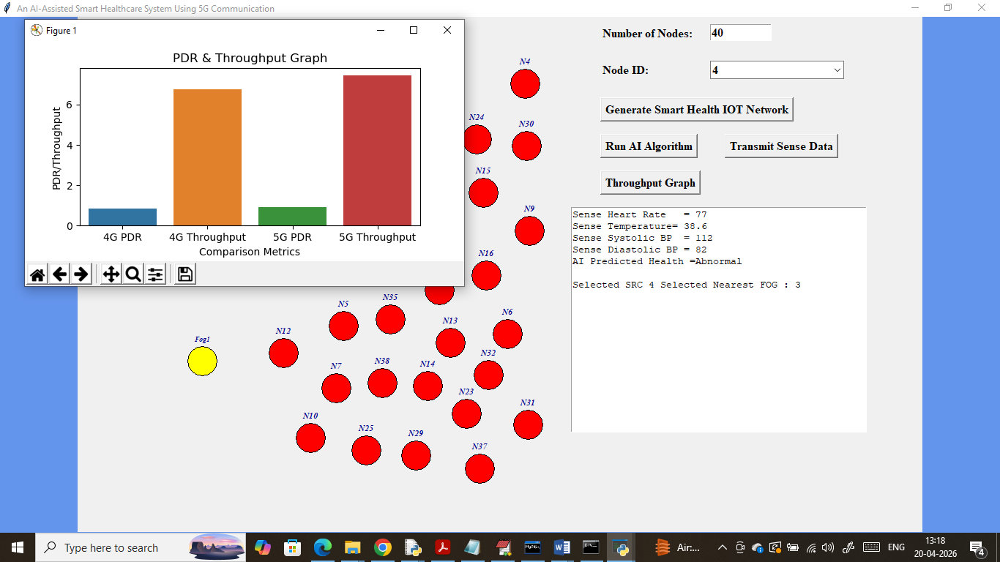 An AI-Assisted Smart Healthcare System Using 5G Communication
Figure 1
PDR & Throughput Graph
PDR/Throughput
6
4
2
0
4G PDR
4G Throughput
5G PDR
5G Throughput
Comparison Metrics
N4
N24
N30
N15
N9
N16
N5
N35
N13
N6
N12
Fog1
N7
N38
N14
N32
N23
N31
N10
N25
N29
N37
Number of Nodes:
40
Node ID:
4
Generate Smart Health IOT Network
Run AI Algorithm
Transmit Sense Data
Throughput Graph
Sense Heart Rate   = 77
Sense Temperature= 38.6
Sense Systolic BP  = 112
Sense Diastolic BP = 82
AI Predicted Health =Abnormal
Selected SRC 4 Selected Nearest FOG : 3
Type here to search
Air:...
ENG
13:18
20-04-2026
4